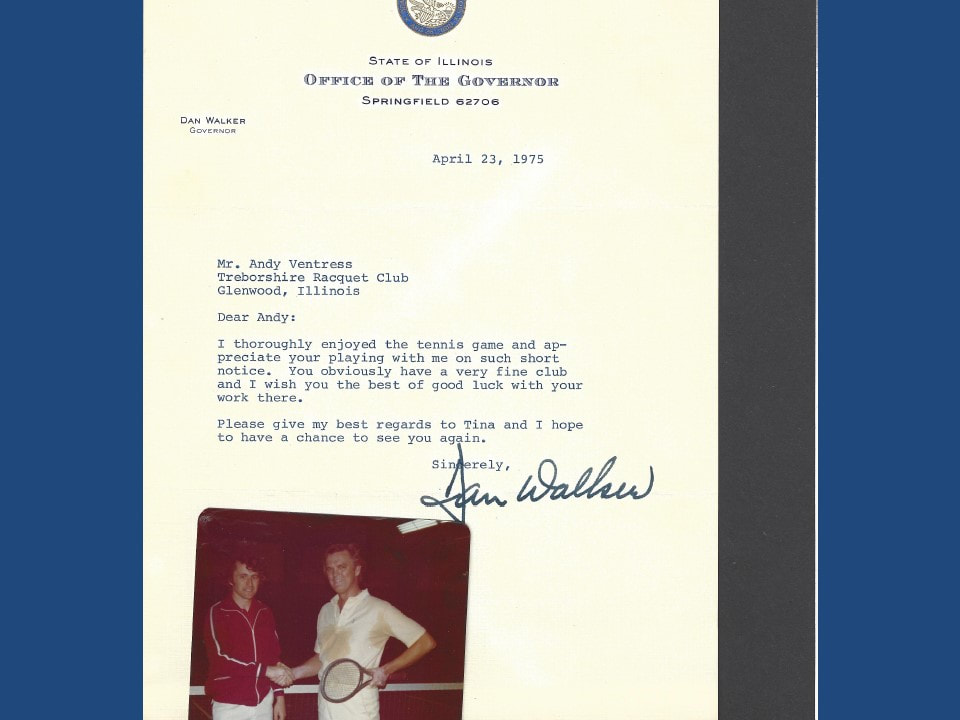 STATE OF ILLINOIS
OFFICE OF THE GOVERNOR
SPRINGFIELD 62706
DAN WALKER
GOVERNOR
April 23, 1975
Mr. Andy Ventress
Treborshire Racquet Club
Glenwood, Illinois
Dear Andy:
I thoroughly enjoyed the tennis game and ap-
preciate your playing with me on such short
notice. You obviously have a very fine club
and I wish you the best of good luck with your
work there.
Please give my best regards to Tina and I hope
to have a chance to see you again.
Sincerely,
Dan Walker